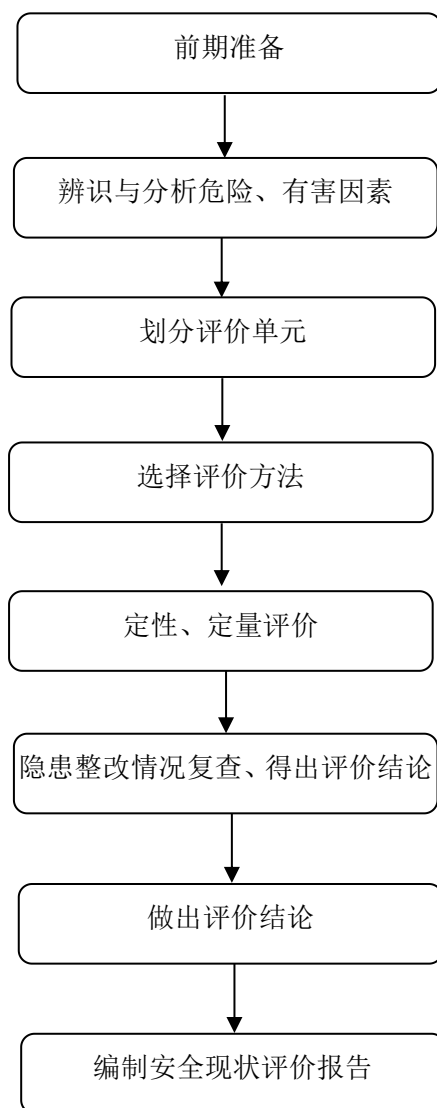 前期准备
辨识与分析危险、有害因素
划分评价单元
选择评价方法
定性、定量评价
隐患整改情况复查、得出评价结论
做出评价结论
编制安全现状评价报告